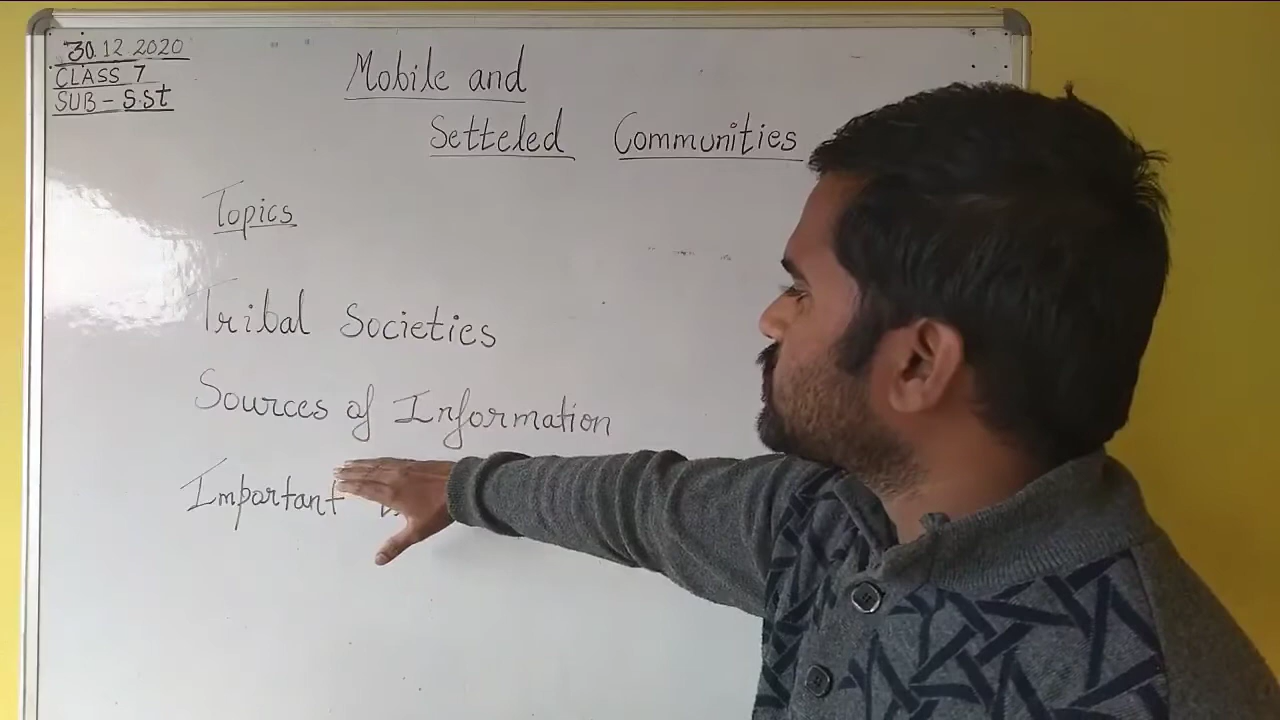 30.12 2020
CLASS 7
SUB - S.St
Mobile and
Setteled Communities
Topics
Tribal Societies
Sources of Information
Important